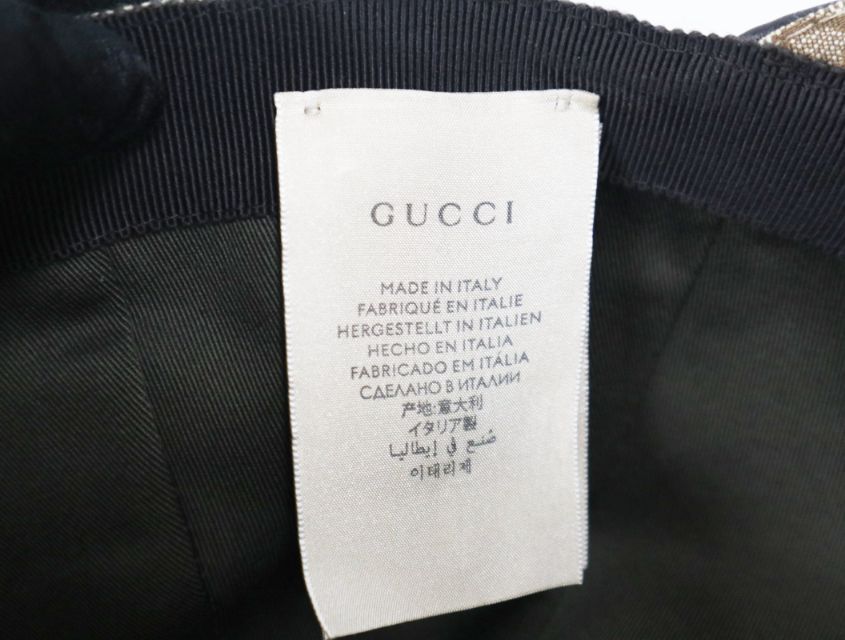 GUCCI
MADE IN ITALY
FABRIQUÉ EN ITALIE
HERGESTELLT IN ITALIEN
HECHO EN ITALIA
FABRICADO EM ITÁLIA
СДЕЛАНО В ИТАЛИИ
产地:意大利
イタリア製
صُنع في إيطاليا
이태리제